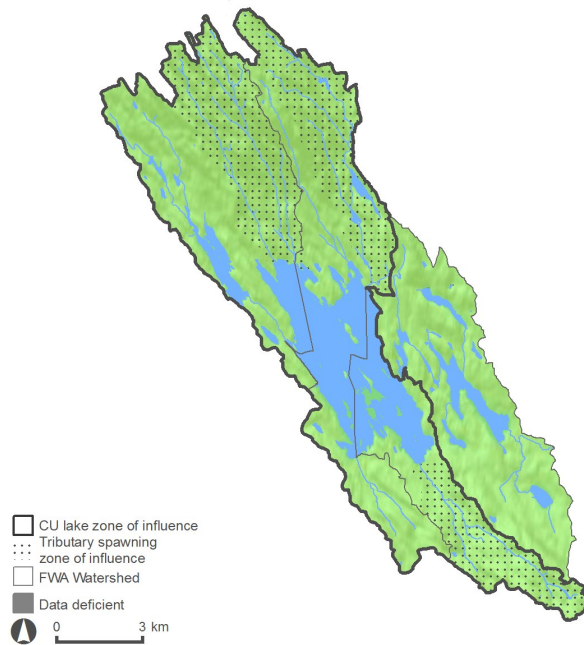 CU lake zone of influence
Tributary spawning
zone of influence
FWA Watershed
Data deficient
0
3 km